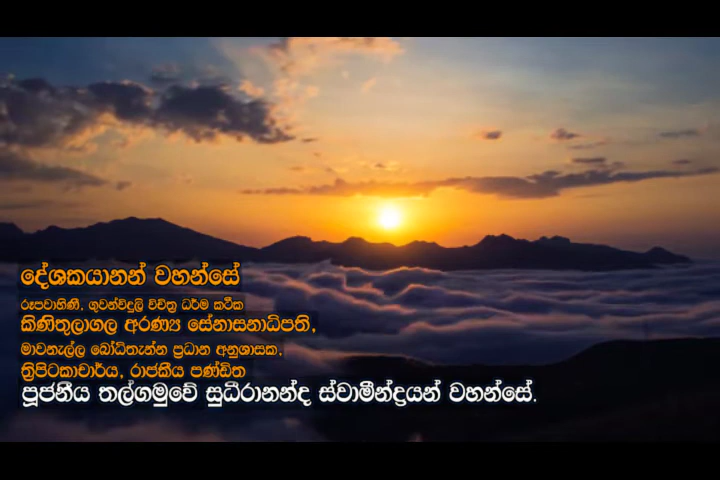 දේශකයානන් වහන්සේ
රූපවාහිණී, ගුවන්විදුලි විචිත්‍ර ධර්ම කථික
කිණිතුලාගල අරණ්‍ය සේනාසනාධිපති,
මාවනැල්ල බෝධිතැන්න ප්‍රධාන අනුශාසක,
ත්‍රිපිටකාචාර්ය, රාජකීය පණ්ඩිත
පූජනීය තල්ගමුවේ සුධීරානන්ද ස්වාමීන්ද්‍රයන් වහන්සේ.